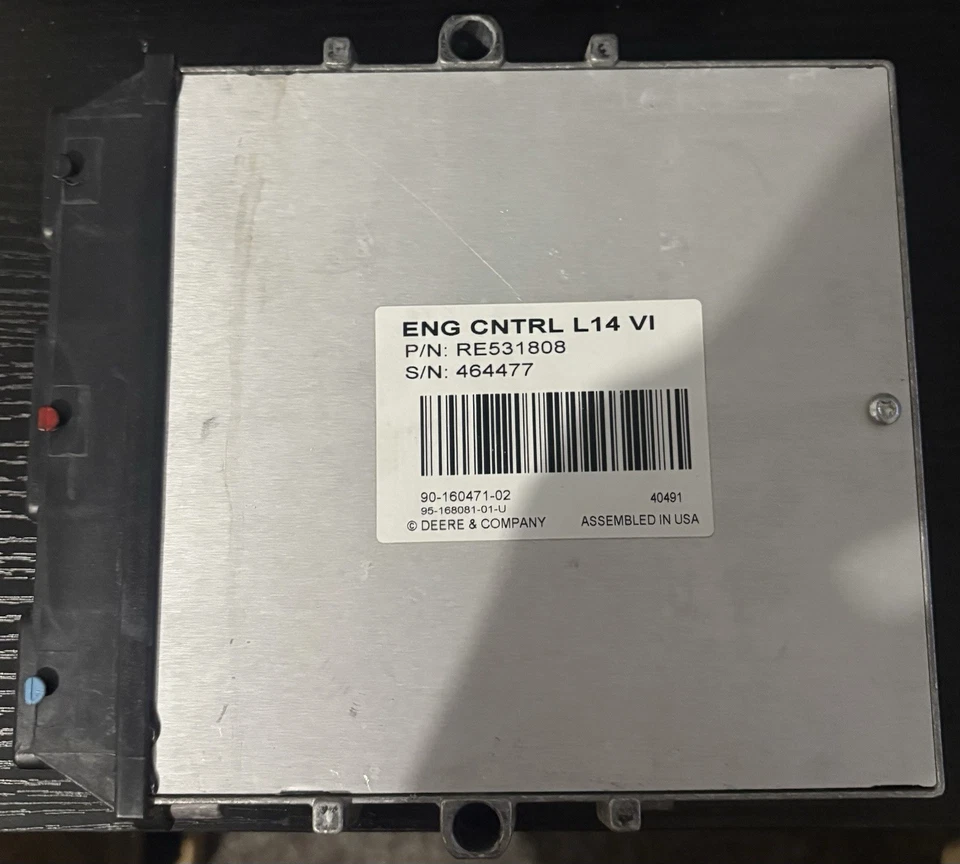 ENG CNTRL L14 VI
P/N: RE531808
S/N: 464477
90-160471-02 40491
95-168081-01-U
© DEERE & COMPANY ASSEMBLED IN USA